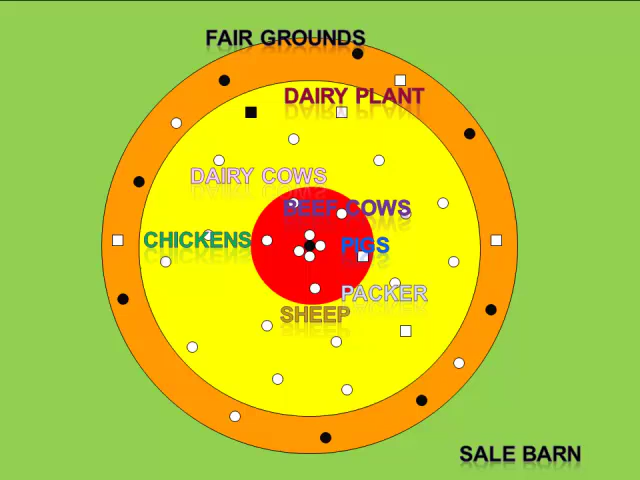 FAIR GROUNDS
DAIRY PLANT
DAIRY COWS
BEEF COWS
CHICKENS
PIGS
PACKER
SHEEP
SALE BARN